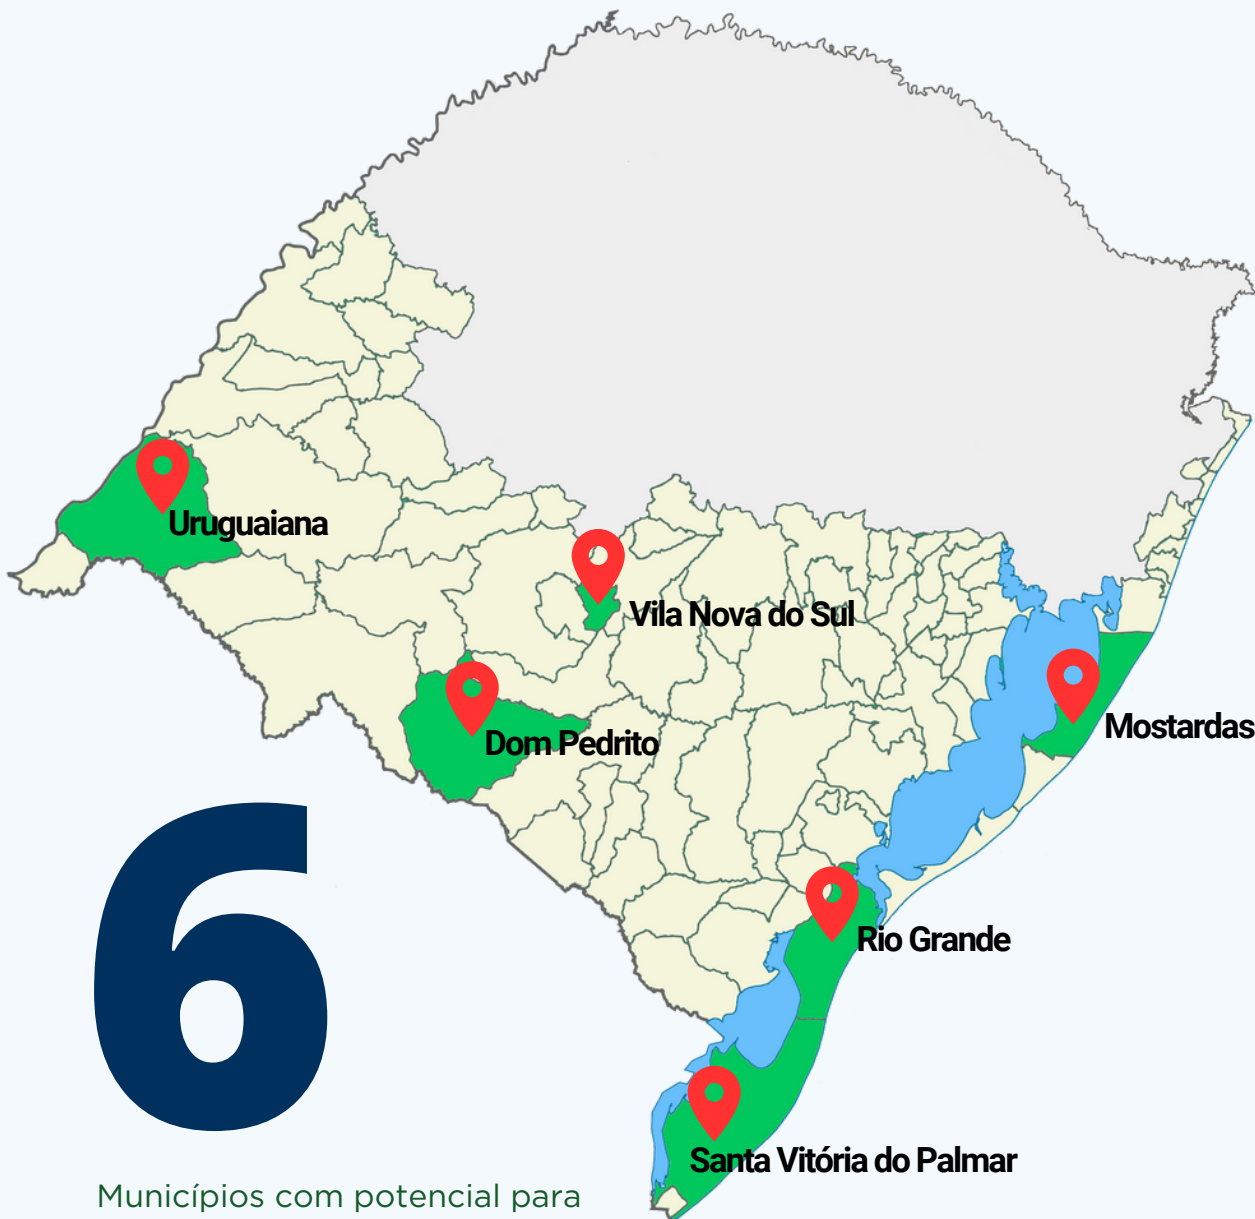 Uruguaiana
Vila Nova do Sul
Mostardas
Dom Pedrito
6
Rio Grande
Santa Vitória do Palmar
Municípios com potencial para